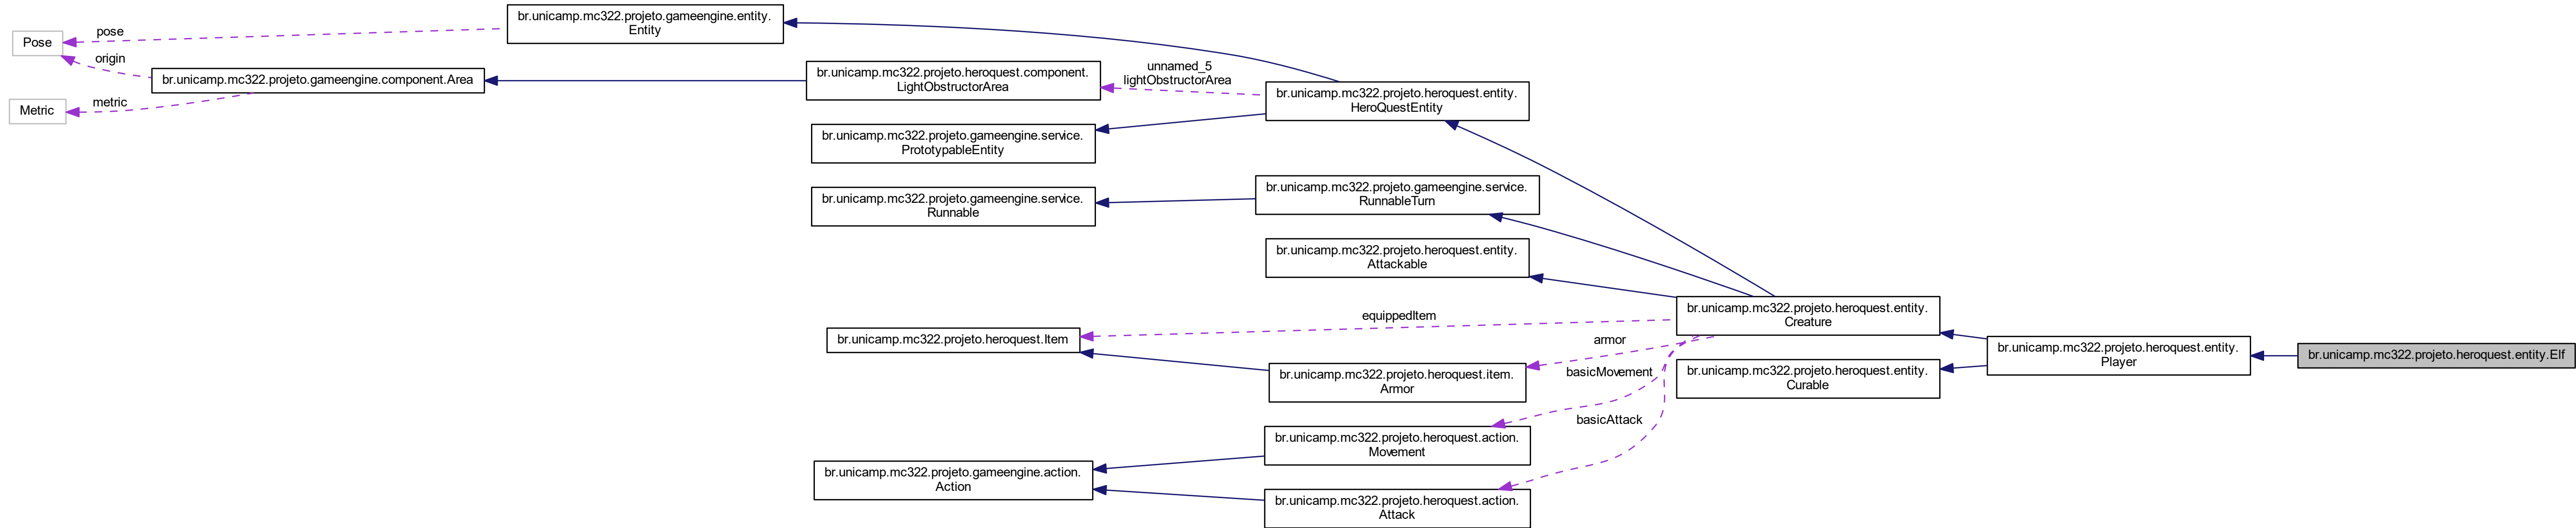 br.unicamp.mc322.projeto.gameengine.entity.
Entity
pose
Pose
origin
br.unicamp.mc322.projeto.gameengine.component.Area
metric
Metric
br.unicamp.mc322.projeto.heroquest.component.
LightObstructorArea
unnamed_5
lightObstructorArea
br.unicamp.mc322.projeto.heroquest.entity.
HeroQuestEntity
br.unicamp.mc322.projeto.gameengine.service.
PrototypableEntity
br.unicamp.mc322.projeto.gameengine.service.
Runnable
br.unicamp.mc322.projeto.gameengine.service.
RunnableTurn
br.unicamp.mc322.projeto.heroquest.entity.
Attackable
equippedItem
br.unicamp.mc322.projeto.heroquest.entity.
Creature
br.unicamp.mc322.projeto.heroquest.Item
armor
br.unicamp.mc322.projeto.heroquest.item.
Armor
basicMovement
br.unicamp.mc322.projeto.heroquest.entity.
Curable
br.unicamp.mc322.projeto.heroquest.entity.
Player
br.unicamp.mc322.projeto.heroquest.entity.Elf
basicAttack
br.unicamp.mc322.projeto.heroquest.action.
Movement
br.unicamp.mc322.projeto.gameengine.action.
Action
br.unicamp.mc322.projeto.heroquest.action.
Attack